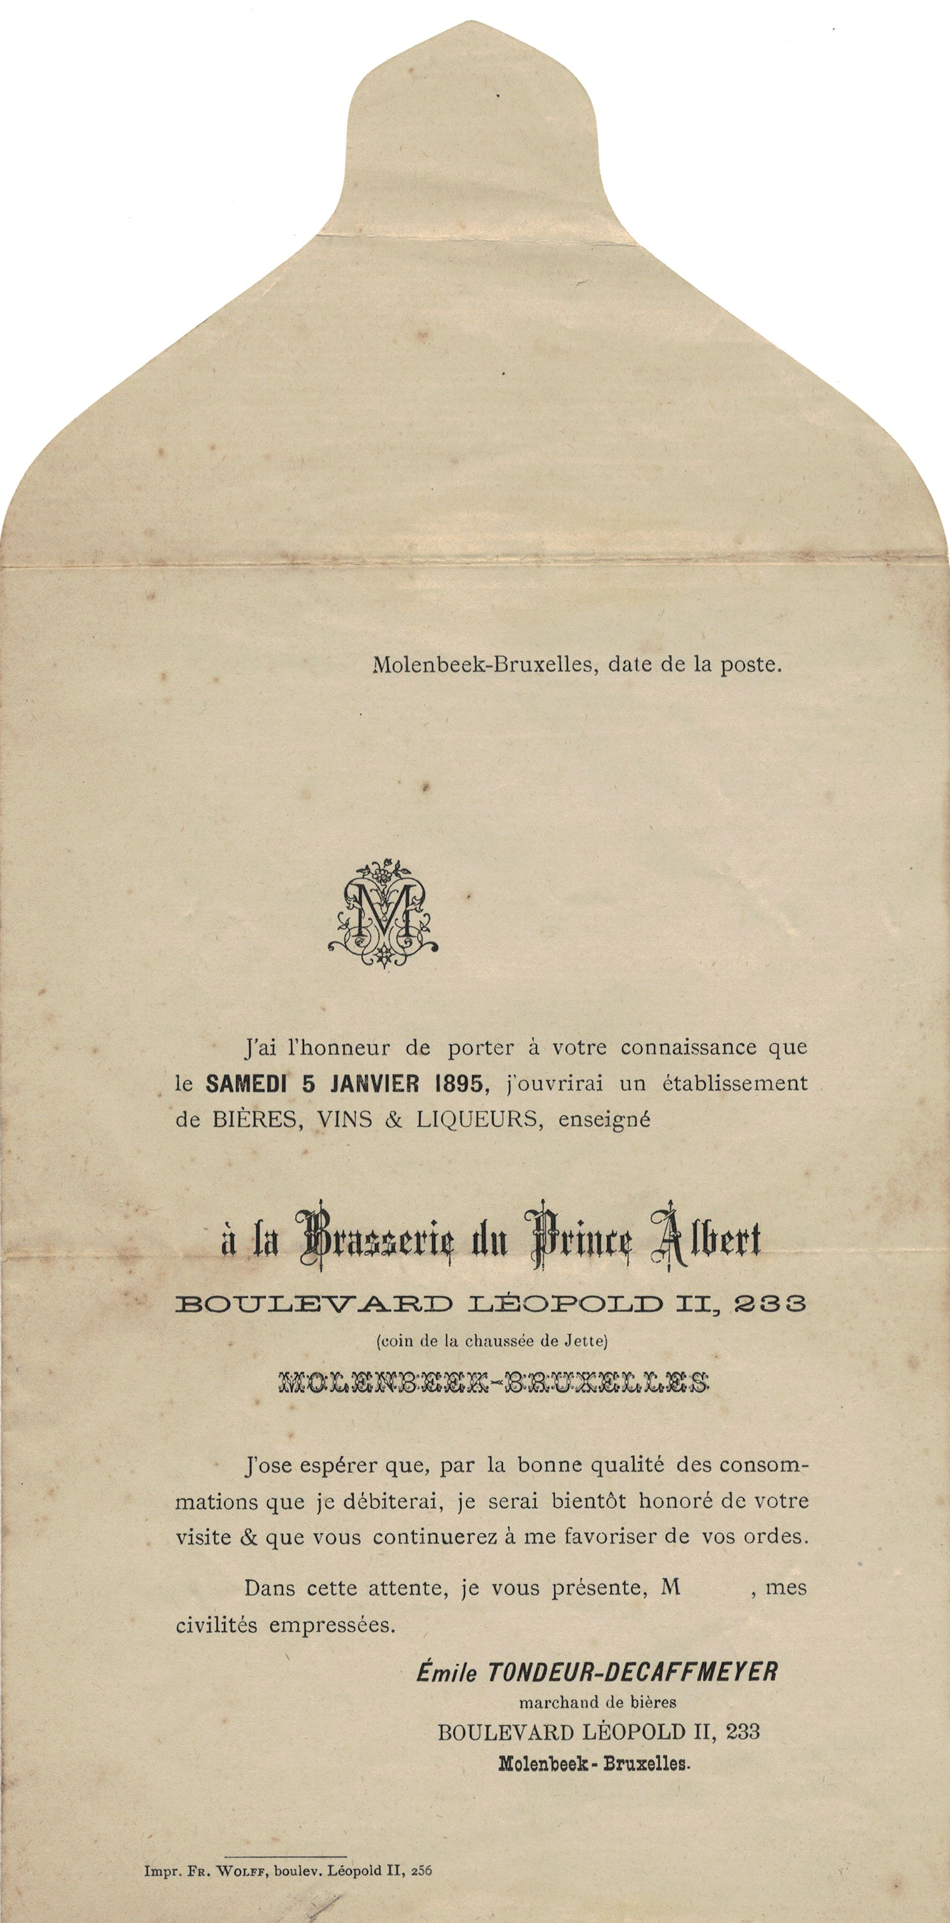 Molenbeek-Bruxelles, date de la poste.
M
J'ai l'honneur de porter à votre connaissance que
le SAMEDI 5 JANVIER 1895, j'ouvrirai un établissement
de BIÈRES, VINS & LIQUEURS, enseigné
à la Brasserie du Prince Albert
BOULEVARD LÉOPOLD II, 233
(coin de la chaussée de Jette)
MOLENBEEK-BRUXELLES
J'ose espérer que, par la bonne qualité des consom-
mations que je débiterai, je serai bientôt honoré de votre
visite & que vous continuerez à me favoriser de vos ordes.
Dans cette attente, je vous présente, M , mes
civilités empressées.
Émile TONDEUR-DECAFFMEYER
marchand de bières
BOULEVARD LÉOPOLD II, 233
Molenbeek-Bruxelles.
Impr. FR. WOLFF, boulev. Léopold II, 256